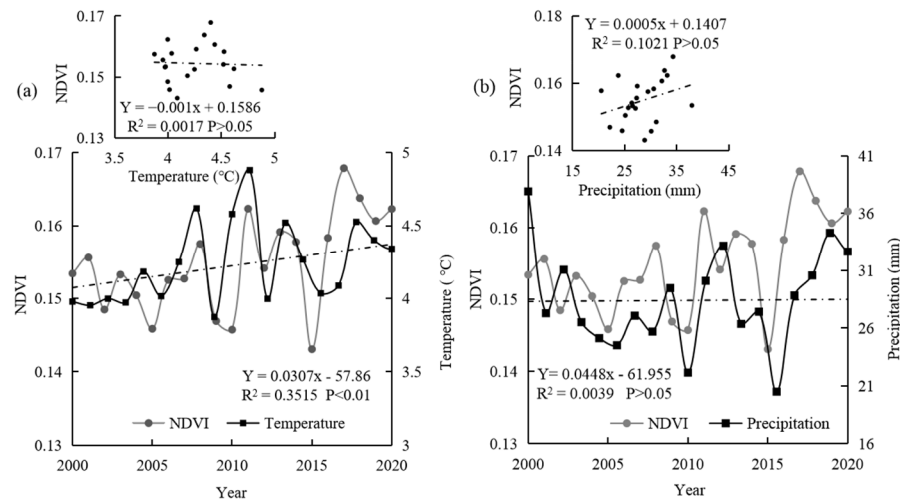 (a)
NDVI
0.17
0.15
0.13
Y = −0.001x + 0.1586
R² = 0.0017 P>0.05
3.5 4 4.5 5
Temperature (℃)
NDVI
0.17
0.16
0.15
0.14
0.13
5
4.5
4
3.5
3
Temperature (℃)
Y = 0.0307x - 57.86
R² = 0.3515 P<0.01
NDVI Temperature
2000 2005 2010 2015 2020
Year
(b)
NDVI
0.18
0.16
0.14
Y = 0.0005x + 0.1407
R² = 0.1021 P>0.05
15 25 35 45
Precipitation (mm)
NDVI
0.17
0.16
0.15
0.14
0.13
41
36
31
26
21
16
Precipitation (mm)
Y= 0.0448x - 61.955
R² = 0.0039 P>0.05
NDVI Precipitation
2000 2005 2010 2015 2020
Year